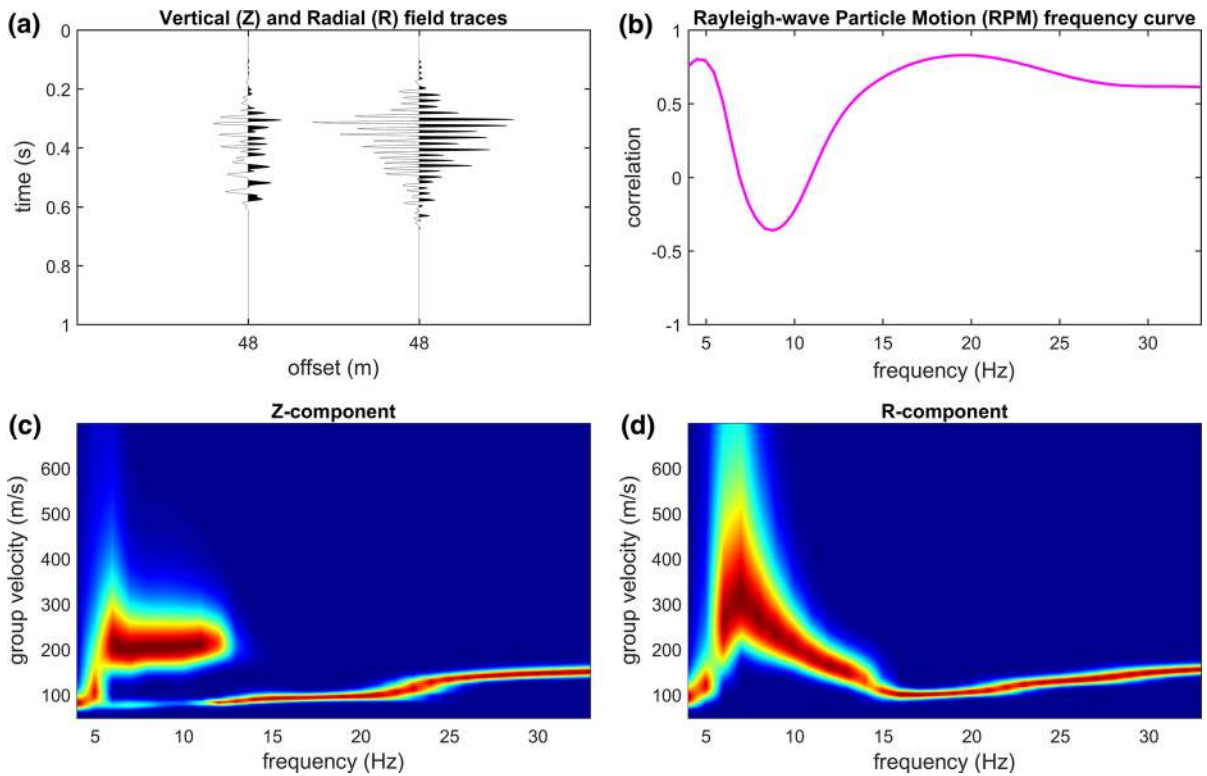 (a)
Vertical (Z) and Radial (R) field traces
0
0.2
0.4
0.6
0.8
1
time (s)
48
48
offset (m)
(b)
Rayleigh-wave Particle Motion (RPM) frequency curve
1
0.5
0
-0.5
-1
correlation
5
10
15
20
25
30
frequency (Hz)
(c)
Z-component
600
500
400
300
200
100
group velocity (m/s)
5
10
15
20
25
30
frequency (Hz)
(d)
R-component
600
500
400
300
200
100
group velocity (m/s)
5
10
15
20
25
30
frequency (Hz)